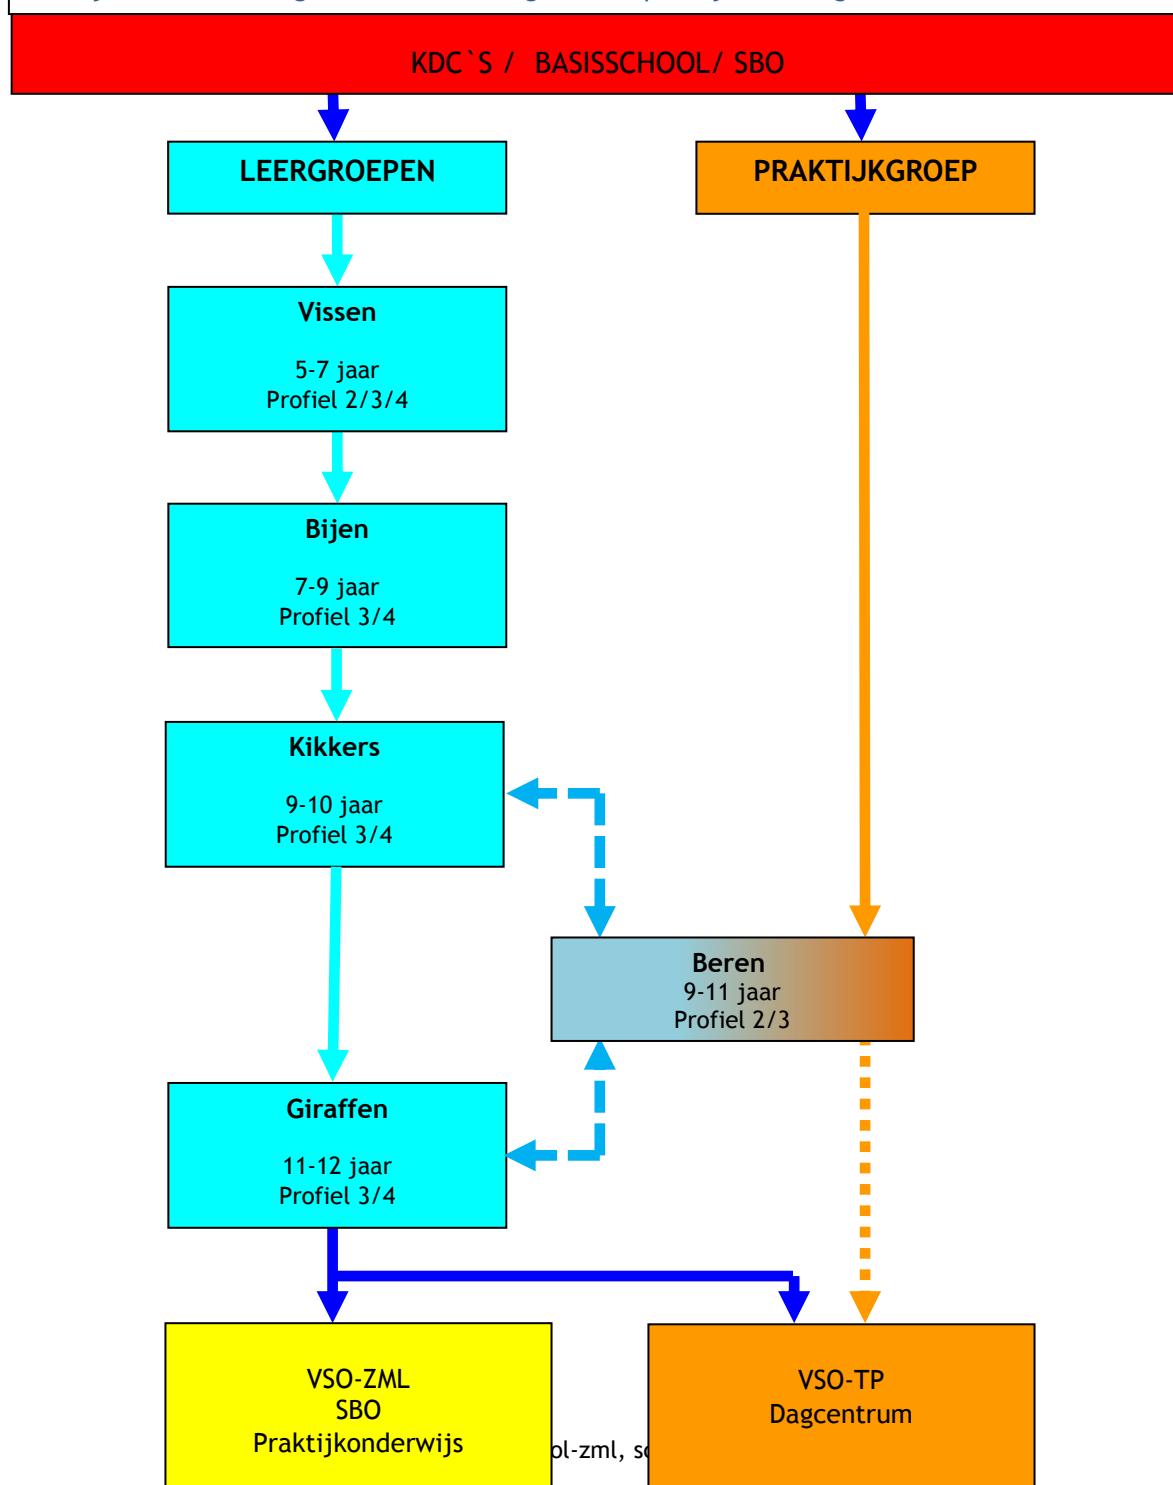 KDC`S / BASISSCHOOL/ SBO
LEERGROEPEN
PRAKTIJKGROEP
Vissen
5-7 jaar
Profiel 2/3/4
Bijen
7-9 jaar
Profiel 3/4
Kikkers
9-10 jaar
Profiel 3/4
Beren
9-11 jaar
Profiel 2/3
Giraffen
11-12 jaar
Profiel 3/4
VSO-ZML
SBO
Praktijkonderwijs
VSO-TP
Dagcentrum
ol-zml,